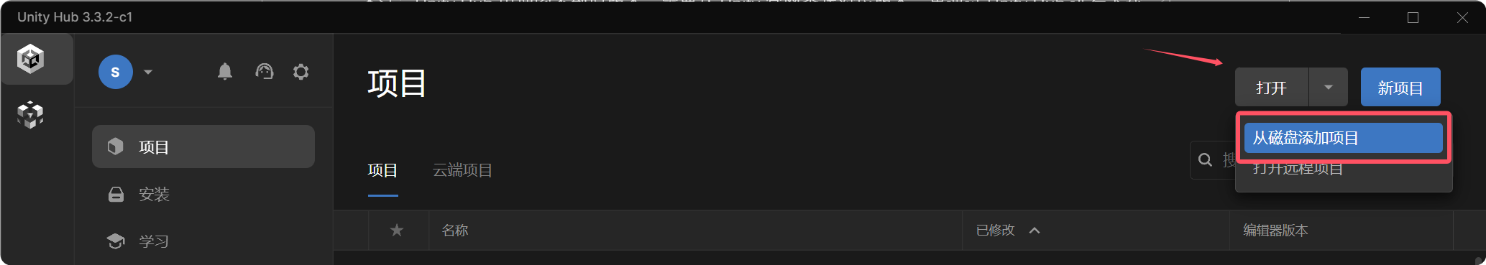 Unity Hub 3.3.2-c1
S
项目
打开
新项目
从磁盘添加项目
打开远程项目
项目
安装
学习
项目
云端项目
名称
已修改
编辑器版本